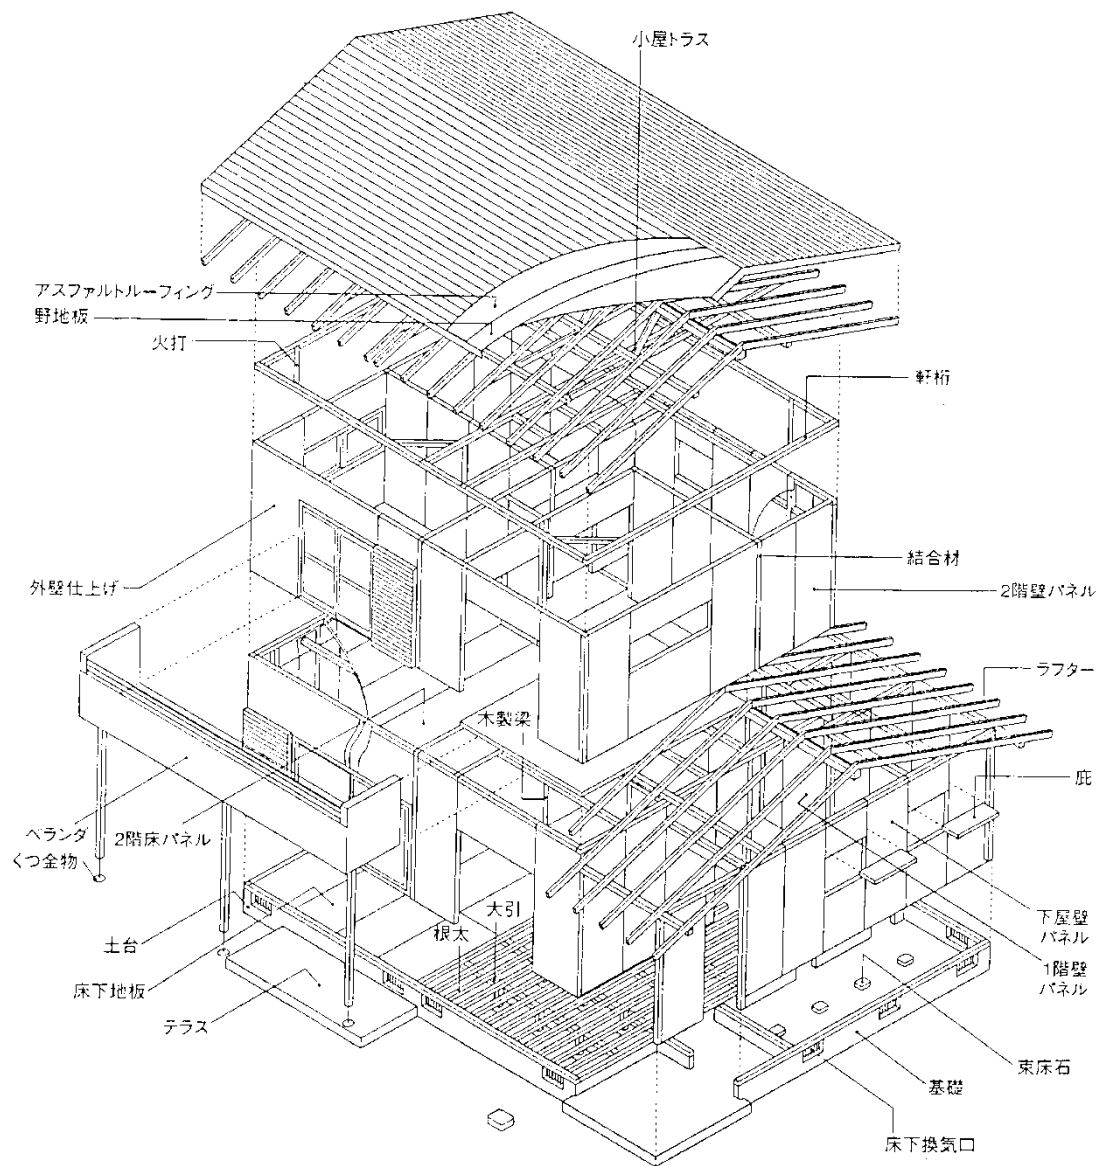 小屋トラス
アスファルトルーフィング
野地板
火打
軒桁
結合材
外壁仕上げ
2階壁パネル
ラフター
木製梁
庇
ベランダ
2階床パネル
くつ金物
大引
下屋壁
パネル
土台
根太
1階壁
パネル
床下地板
テラス
束床石
基礎
床下換気口